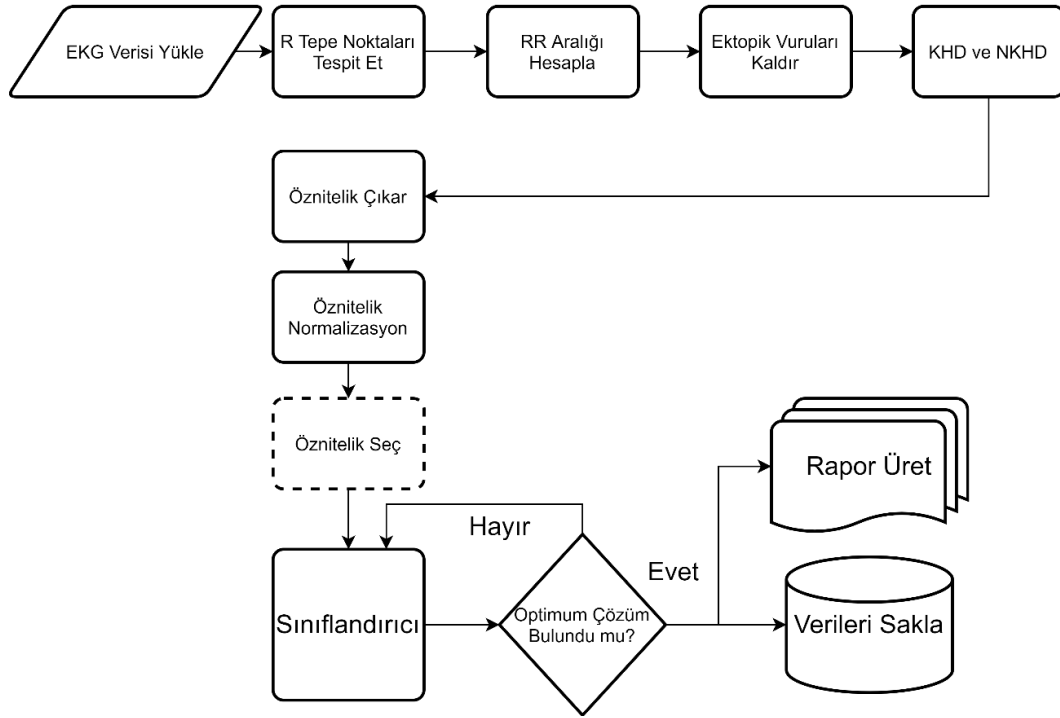 EKG Verisi Yükle
R Tepe Noktaları
Tespit Et
RR Aralığı
Hesapla
Ektopik Vuruları
Kaldır
KHD ve NKHD
Öznitelik Çıkar
Öznitelik
Normalizasyon
Öznitelik Seç
Sınıflandırıcı
Hayır
Optimum Çözüm
Bulundu mu?
Evet
Rapor Üret
Verileri Sakla